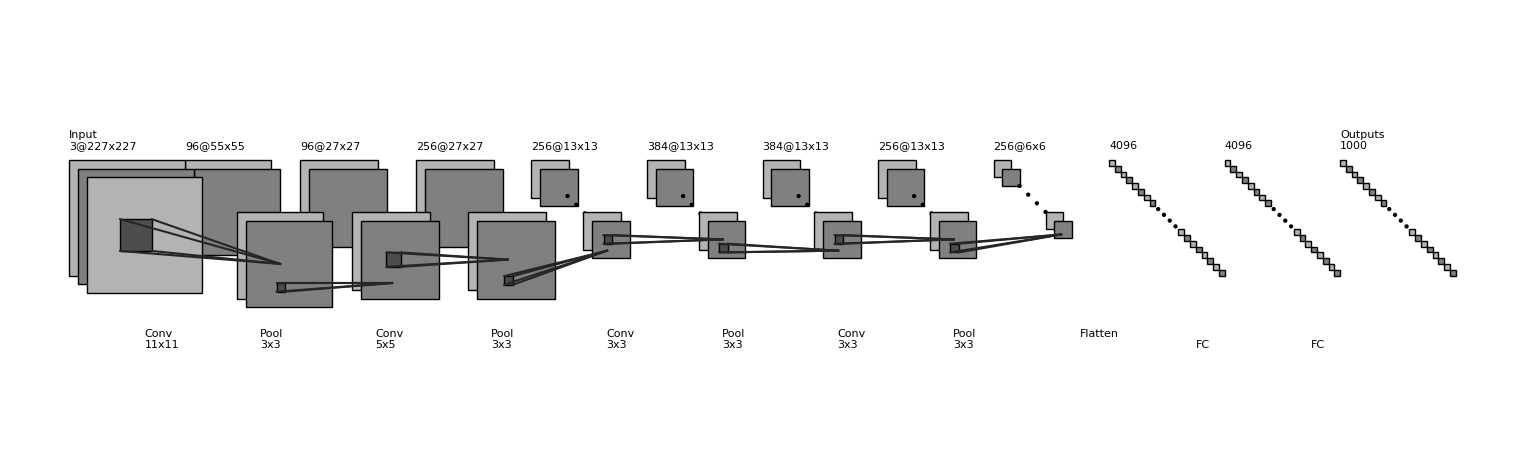 Input
3@227x227
96@55x55
96@27x27
256@27x27
256@13x13
384@13x13
384@13x13
256@13x13
256@6x6
4096
4096
Outputs
1000
Conv
11x11
Pool
3x3
Conv
5x5
Pool
3x3
Conv
3x3
Pool
3x3
Conv
3x3
Pool
3x3
Flatten
FC
FC